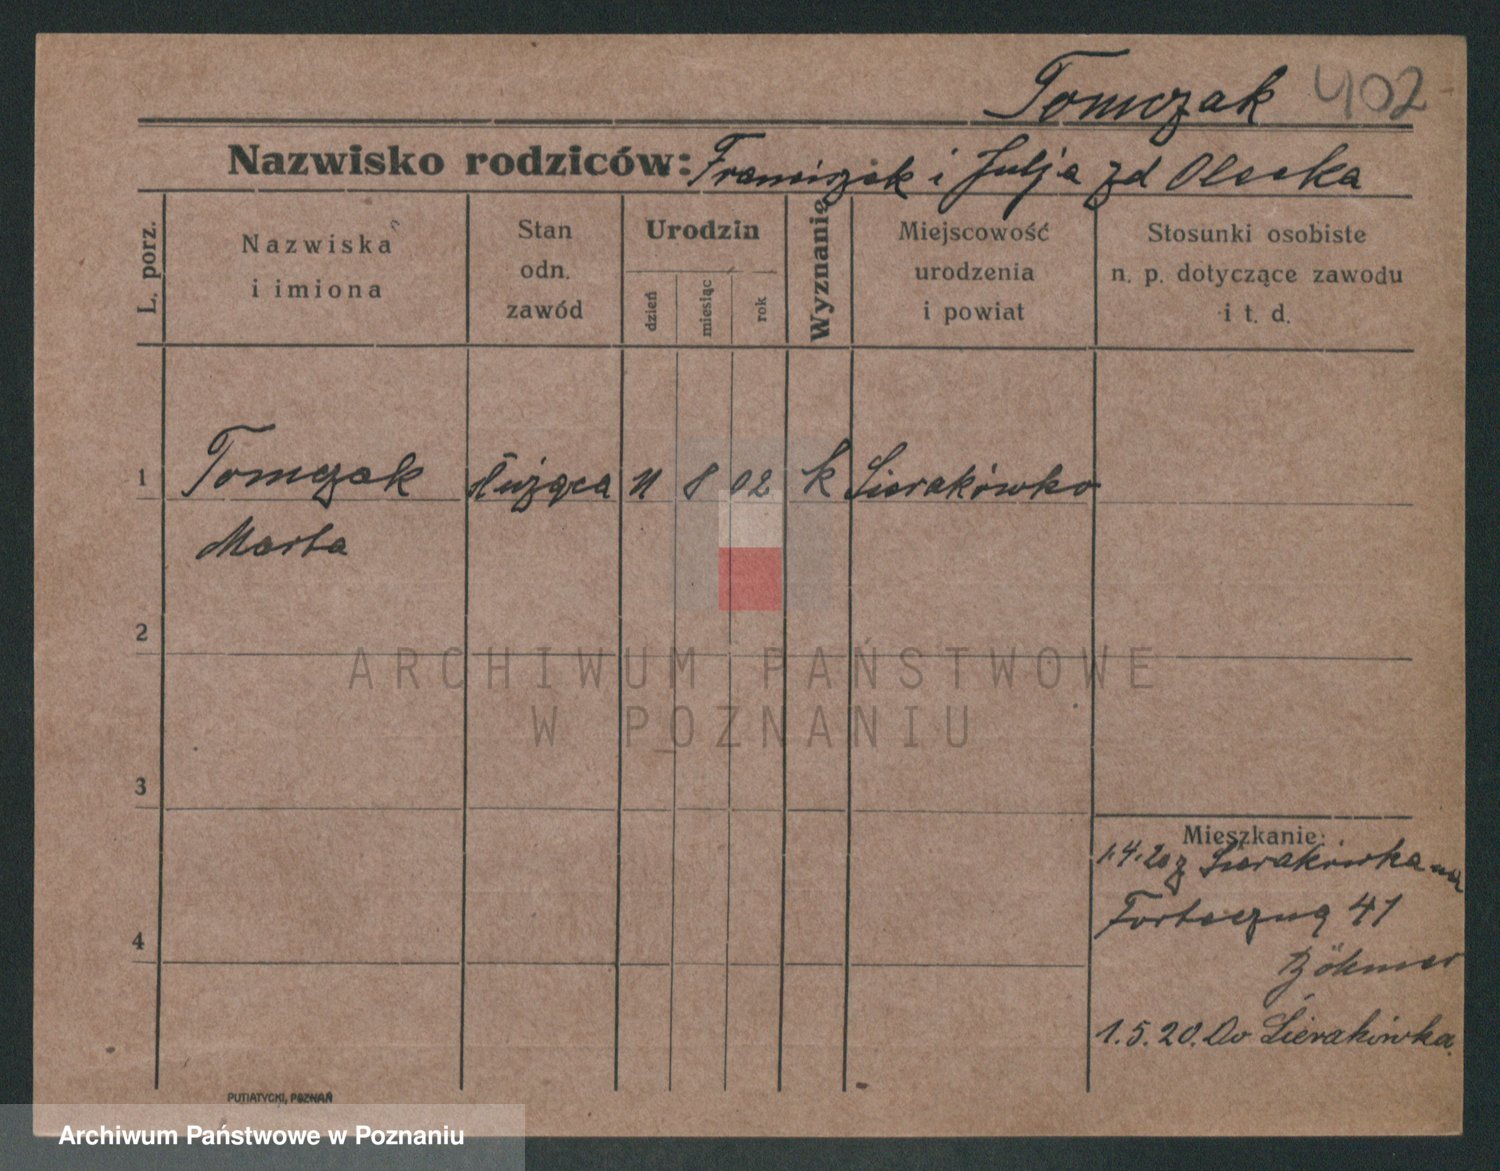 Tomczak 402
Nazwisko rodziców: Franciszek i Julja zd Olecka
L. porz.
Nazwiska
i imiona
Stan
odn.
zawód
Urodzin
dzień
miesiąc
rok
Wyznanie
Miejscowość
urodzenia
i powiat
Stosunki osobiste
n. p. dotyczące zawodu
i t. d.
1 Tomczak służąca 11 8 02 k Sierakówko
Marta
2
ARCHIWUM PAŃSTWOWE
W POZNANIU
3
Mieszkanie:
1.4.20 z Sierakówka na
Forteczną 41
4
Böhmer
1.5.20. Do Sierakówka.
PUTIATYCKI, POZNAŃ
Archiwum Państwowe w Poznaniu